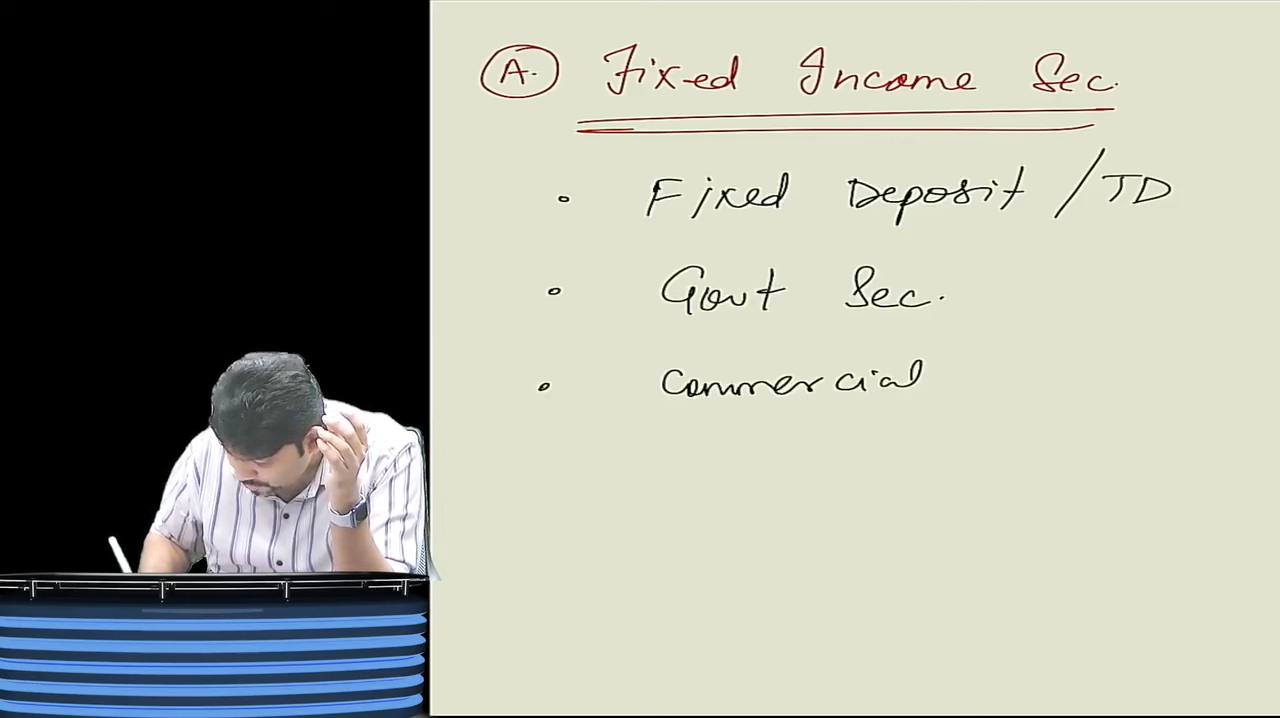 A. Fixed Income Sec.
• Fixed Deposit / TD
• Govt Sec.
• Commercial